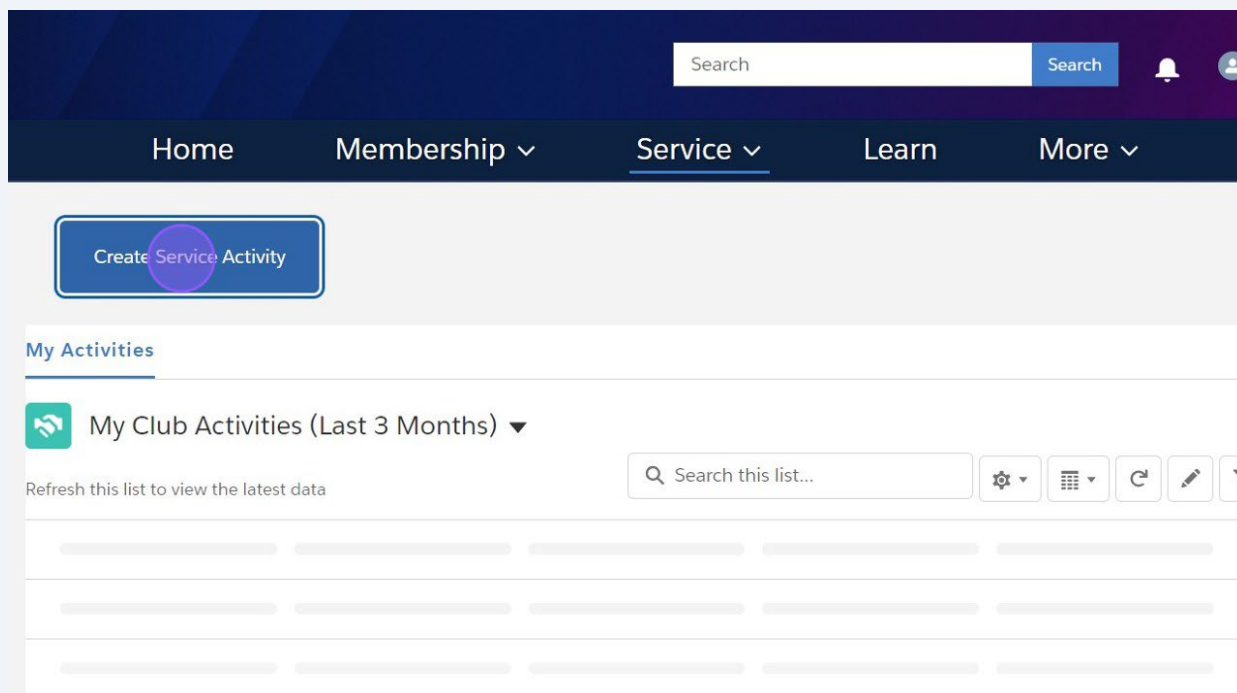 Search Search
Home Membership Service Learn More
Create Service Activity
My Activities
My Club Activities (Last 3 Months)
Search this list...
Refresh this list to view the latest data